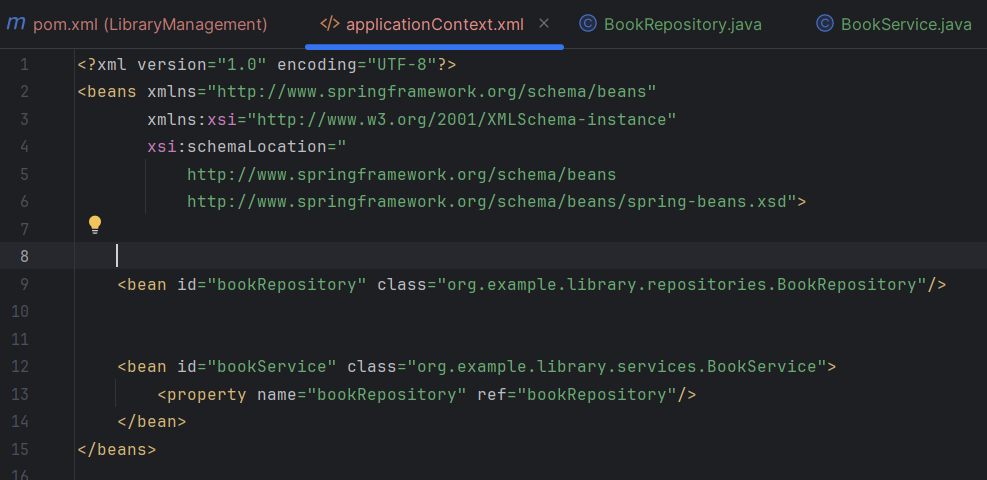 m pom.xml (LibraryManagement) </> applicationContext.xml × © BookRepository.java © BookService.java
1 <?xml version="1.0" encoding="UTF-8"?>
2 <beans xmlns="http://www.springframework.org/schema/beans"
3 xmlns:xsi="http://www.w3.org/2001/XMLSchema-instance"
4 xsi:schemaLocation="
5 http://www.springframework.org/schema/beans
6 http://www.springframework.org/schema/beans/spring-beans.xsd">
7
8
9 <bean id="bookRepository" class="org.example.library.repositories.BookRepository"/>
10
11
12 <bean id="bookService" class="org.example.library.services.BookService">
13 <property name="bookRepository" ref="bookRepository"/>
14 </bean>
15 </beans>
16